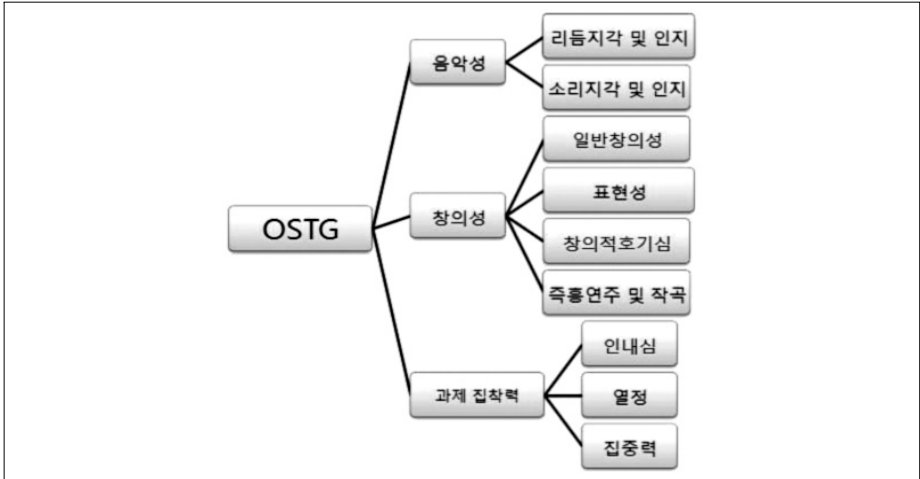 OSTG
음악성
리듬지각 및 인지
소리지각 및 인지
창의성
일반창의성
표현성
창의적호기심
즉흥연주 및 작곡
과제 집착력
인내심
열정
집중력